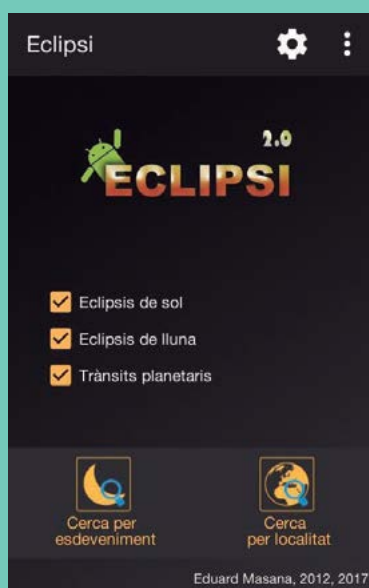 Eclipsi
2.0
ECLIPSI
Eclipsis de sol
Eclipsis de lluna
Trànsits planetaris
Cerca per
esdeveniment
Cerca
per localitat
Eduard Masana, 2012, 2017